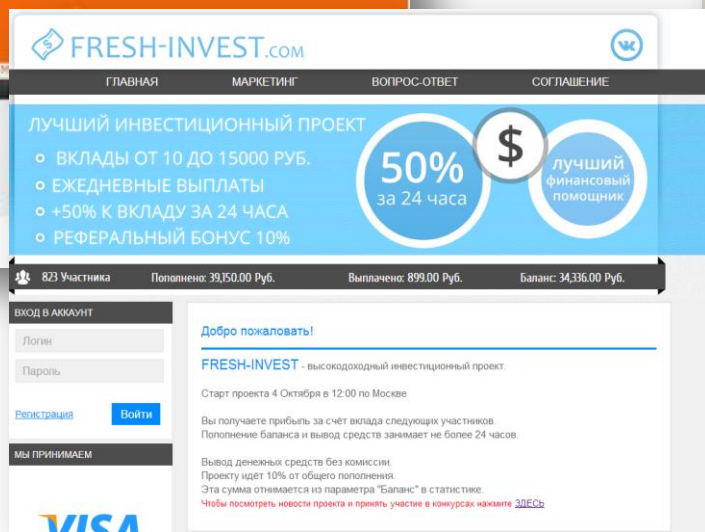 FRESH-INVEST.COM
ГЛАВНАЯ МАРКЕТИНГ ВОПРОС-ОТВЕТ СОГЛАШЕНИЕ
ЛУЧШИЙ ИНВЕСТИЦИОННЫЙ ПРОЕКТ
ВКЛАДЫ ОТ 10 ДО 15000 РУБ.
ЕЖЕДНЕВНЫЕ ВЫПЛАТЫ
+50% К ВКЛАДУ ЗА 24 ЧАСА
РЕФЕРАЛЬНЫЙ БОНУС 10%
50%
за 24 часа
$
лучший
финансовый
помощник
823 Участника Пополнено: 39,150.00 Руб. Выплачено: 899.00 Руб. Баланс: 34,336.00 Руб.
ВХОД В АККАУНТ
Логин
Пароль
Регистрация Войти
МЫ ПРИНИМАЕМ
VISA
Добро пожаловать!
FRESH-INVEST - высокодоходный инвестиционный проект.
Старт проекта 4 Октября в 12:00 по Москве
Вы получаете прибыль за счёт вклада следующих участников.
Пополнение баланса и вывод средств занимает не более 24 часов.
Вывод денежных средств без комиссии.
Проекту идёт 10% от общего пополнения.
Эта сумма отнимается из параметра "Баланс" в статистике.
Чтобы посмотреть новости проекта и принять участие в конкурсах нажмите ЗДЕСЬ